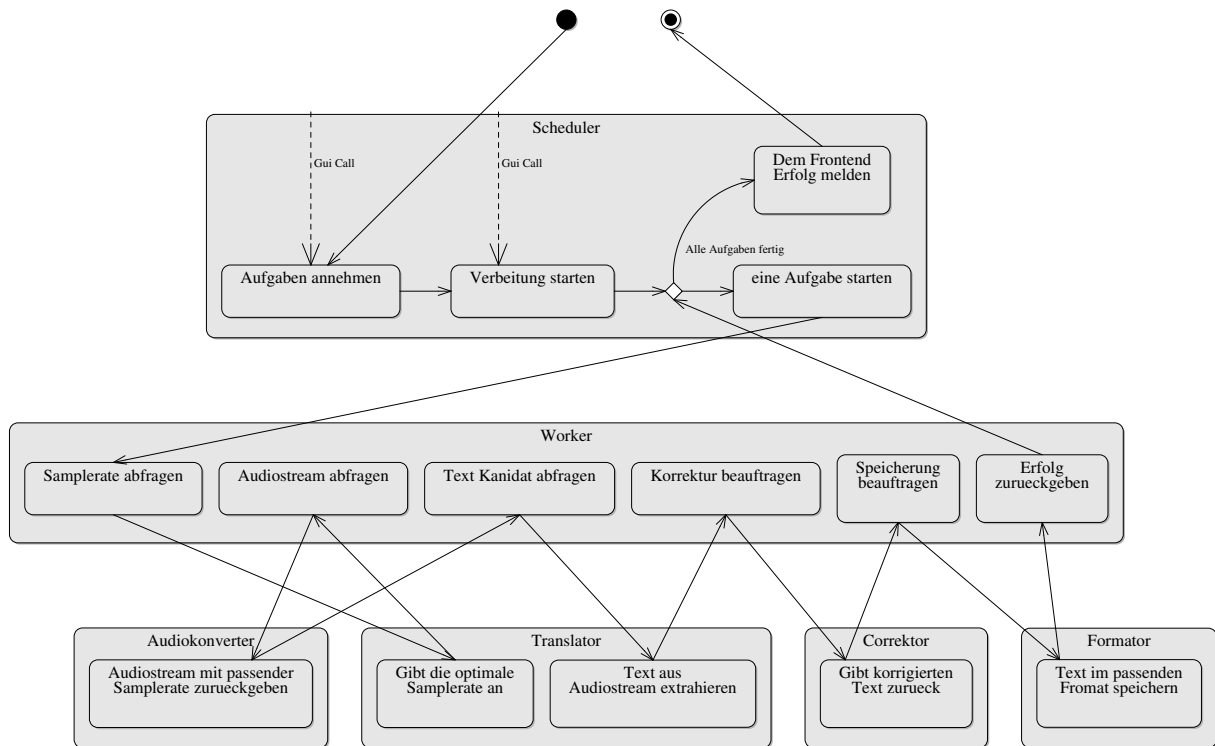 Scheduler
Dem Frontend
Erfolg melden
Gui Call
Gui Call
Alle Aufgaben fertig
Aufgaben annehmen
Verbeitung starten
eine Aufgabe starten
Worker
Samplerate abfragen
Audiostream abfragen
Text Kanidat abfragen
Korrektur beauftragen
Speicherung
beauftragen
Erfolg
zurueckgeben
Audiokonverter
Audiostream mit passender
Samplerate zurueckgeben
Translator
Gibt die optimale
Samplerate an
Text aus
Audiostream extrahieren
Correktor
Gibt korrigierten
Text zurueck
Formator
Text im passenden
Fromat speichern